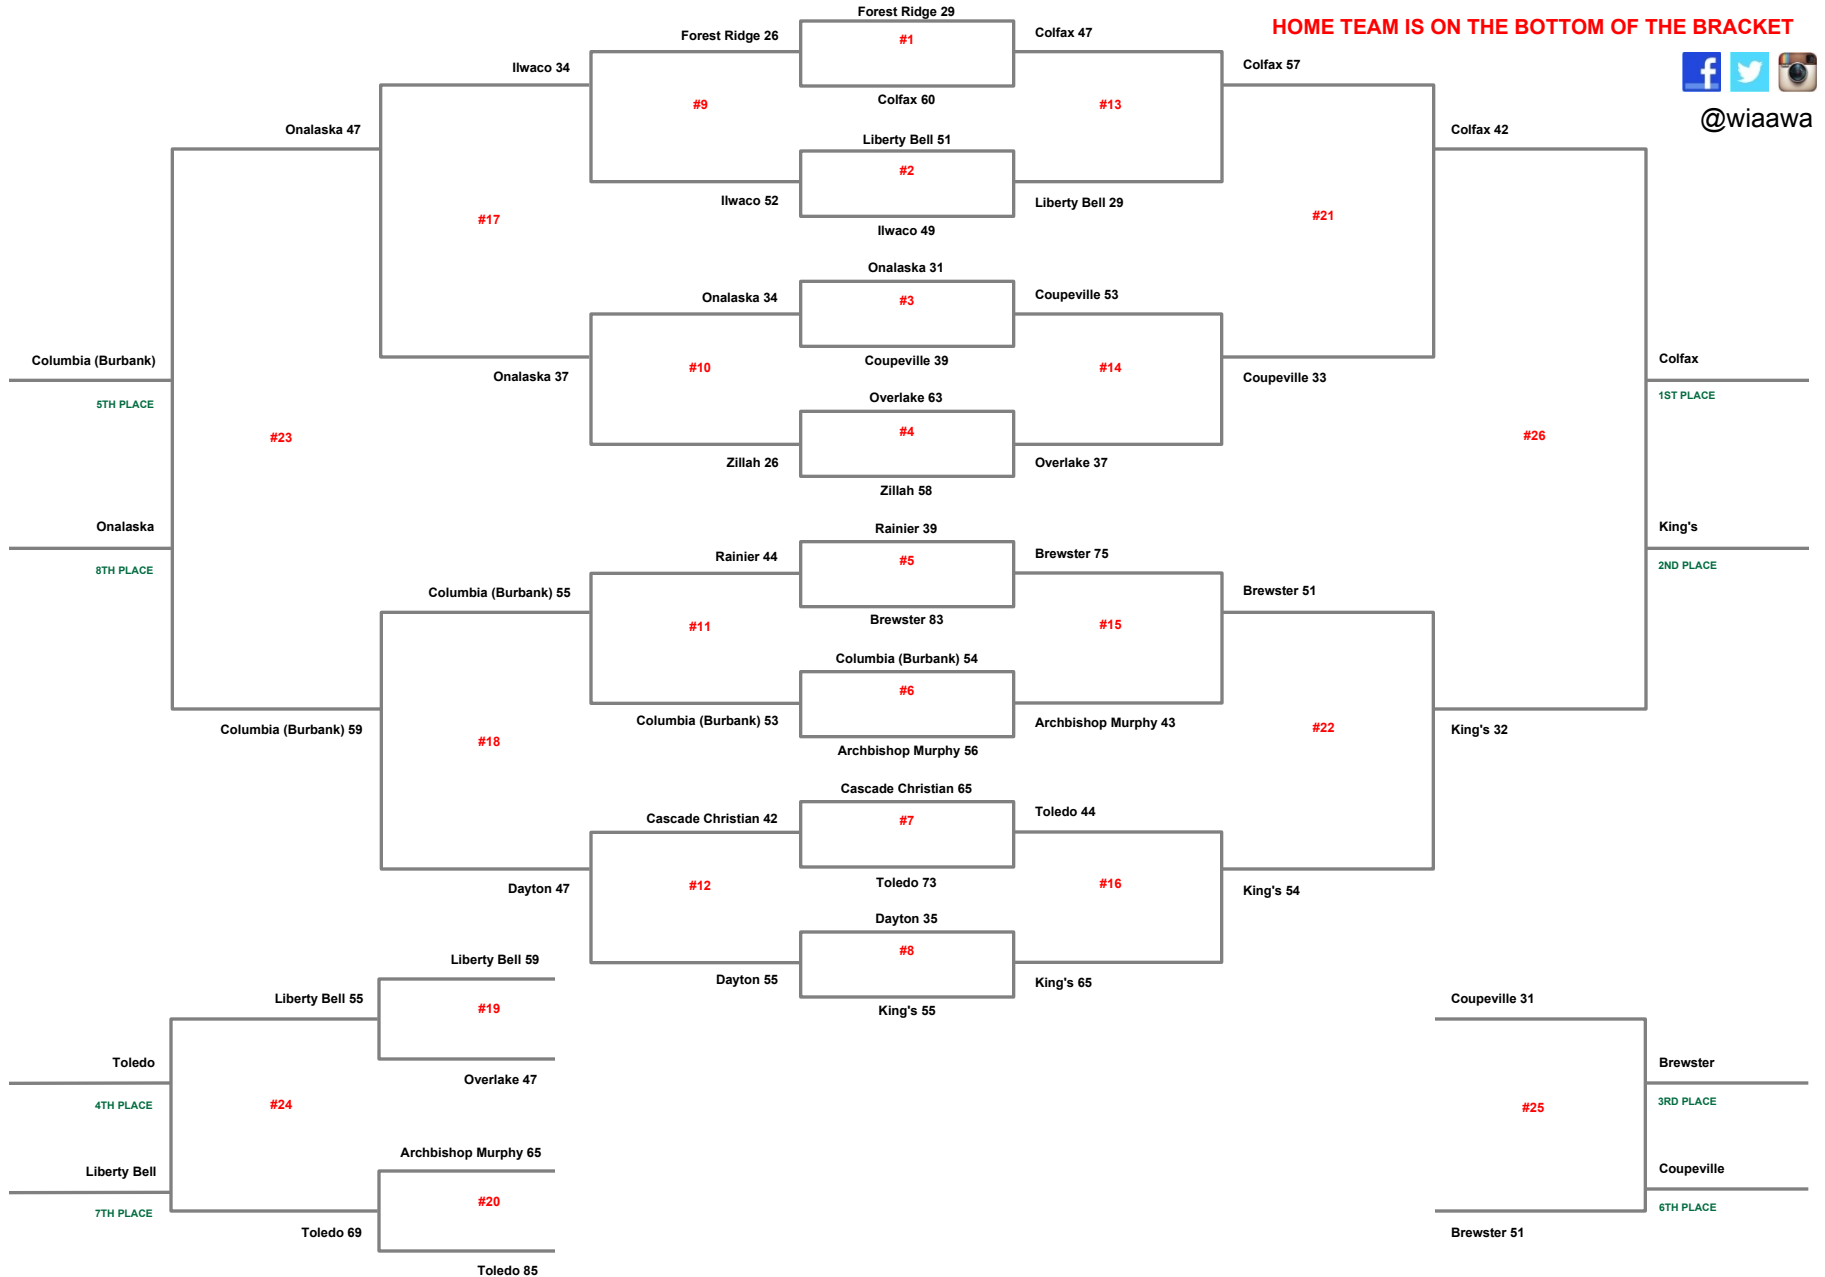 Forest Ridge 29
HOME TEAM IS ON THE BOTTOM OF THE BRACKET
Forest Ridge 26
#1
Colfax 47
Ilwaco 34
Colfax 57
Colfax 60
#9
#13
@wiaawa
Onalaska 47
Colfax 42
Liberty Bell 51
#2
Ilwaco 52
Liberty Bell 29
#17
#21
Ilwaco 49
Onalaska 31
Onalaska 34
#3
Coupeville 53
Columbia (Burbank)
Coupeville 39
Colfax
#10
#14
Onalaska 37
Coupeville 33
5TH PLACE
1ST PLACE
Overlake 63
#23
#4
#26
Zillah 26
Overlake 37
Zillah 58
Onalaska
Rainier 39
King's
Rainier 44
#5
Brewster 75
8TH PLACE
2ND PLACE
Columbia (Burbank) 55
Brewster 51
#11
Brewster 83
#15
Columbia (Burbank) 54
#6
Columbia (Burbank) 53
Archbishop Murphy 43
Columbia (Burbank) 59
#18
#22
King's 32
Archbishop Murphy 56
Cascade Christian 65
Cascade Christian 42
#7
Toledo 44
Dayton 47
#12
Toledo 73
#16
King's 54
Dayton 35
#8
Liberty Bell 59
Dayton 55
King's 65
Liberty Bell 55
#19
King's 55
Coupeville 31
Toledo
Brewster
Overlake 47
4TH PLACE
#24
#25
3RD PLACE
Archbishop Murphy 65
Liberty Bell
Coupeville
#20
7TH PLACE
6TH PLACE
Toledo 69
Brewster 51
Toledo 85